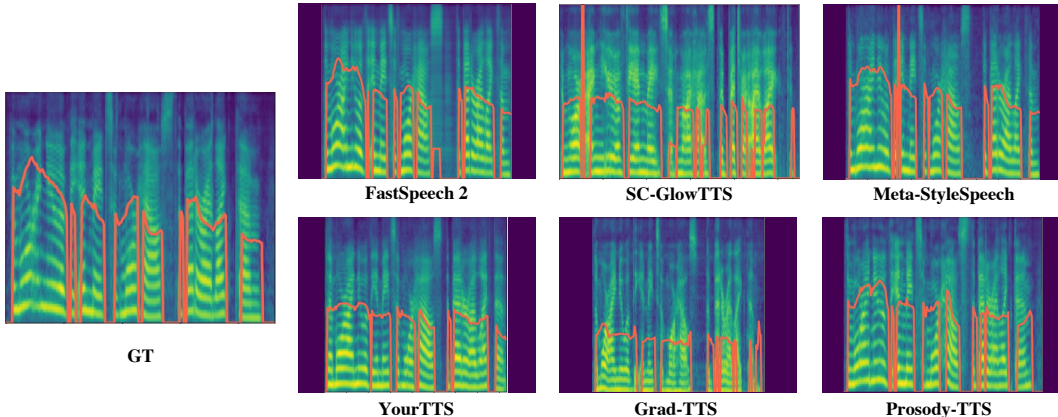 FastSpeech 2
SC-GlowTTS
Meta-StyleSpeech
GT
YourTTS
Grad-TTS
Prosody-TTS